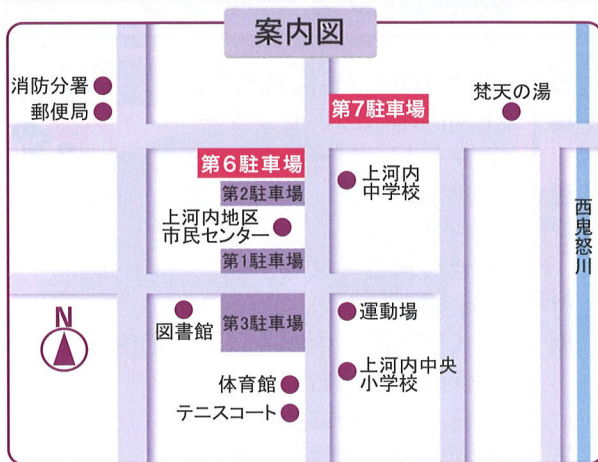 案内図
消防分署
郵便局
第7駐車場
梵天の湯
第6駐車場
第2駐車場
上河内
中学校
上河内地区
市民センター
西鬼怒川
第1駐車場
N
図書館
第3駐車場
運動場
上河内中央
小学校
体育館
テニスコート